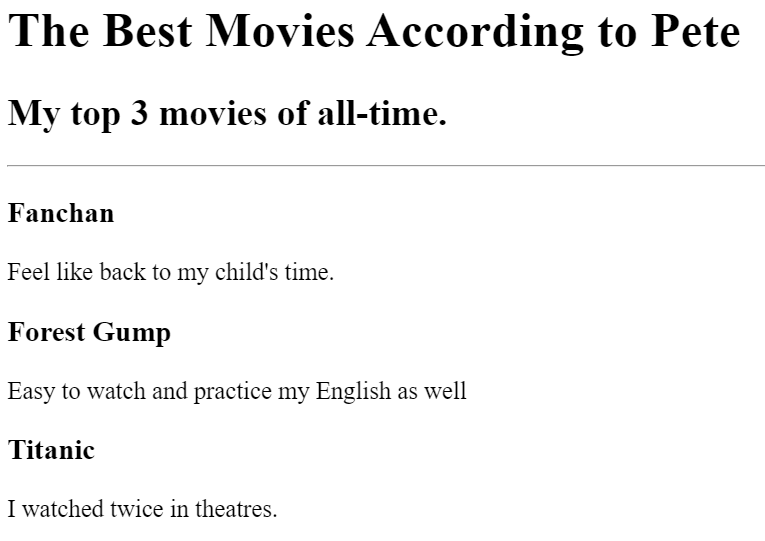 The Best Movies According to Pete
My top 3 movies of all-time.
Fanchan
Feel like back to my child's time.
Forest Gump
Easy to watch and practice my English as well
Titanic
I watched twice in theatres.